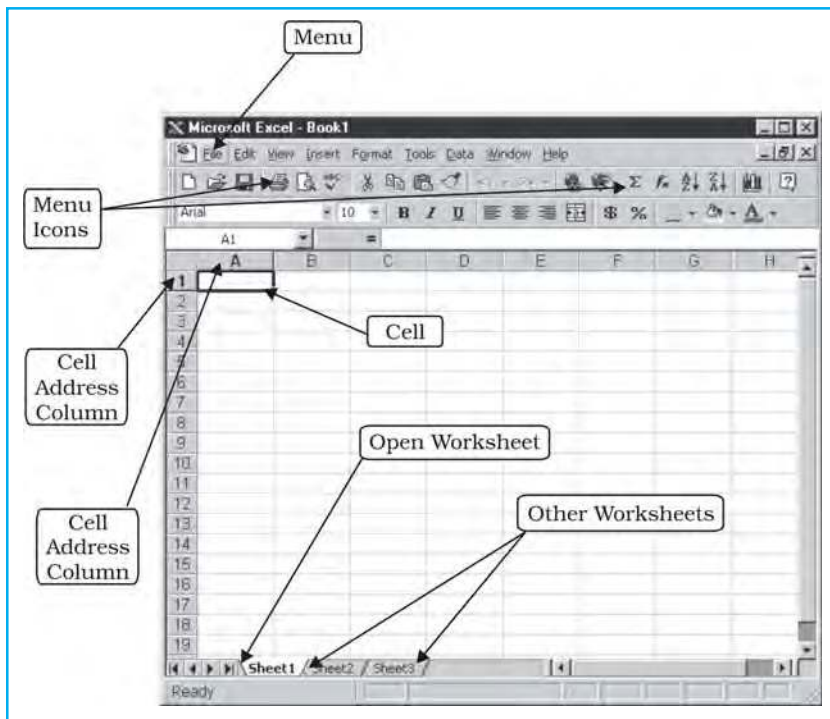 Menu
Microsoft Excel - Book1
File Edit View Insert Format Tools Data Window Help
Menu
Icons
Arial 10 B I U $ %
A1 =
A B C D E F G H
1
2
3
4
5
6
7
8
9
10
11
12
13
14
15
16
17
18
19
Cell
Cell
Address
Column
Open Worksheet
Cell
Address
Column
Other Worksheets
Sheet1 Sheet2 Sheet3
Ready